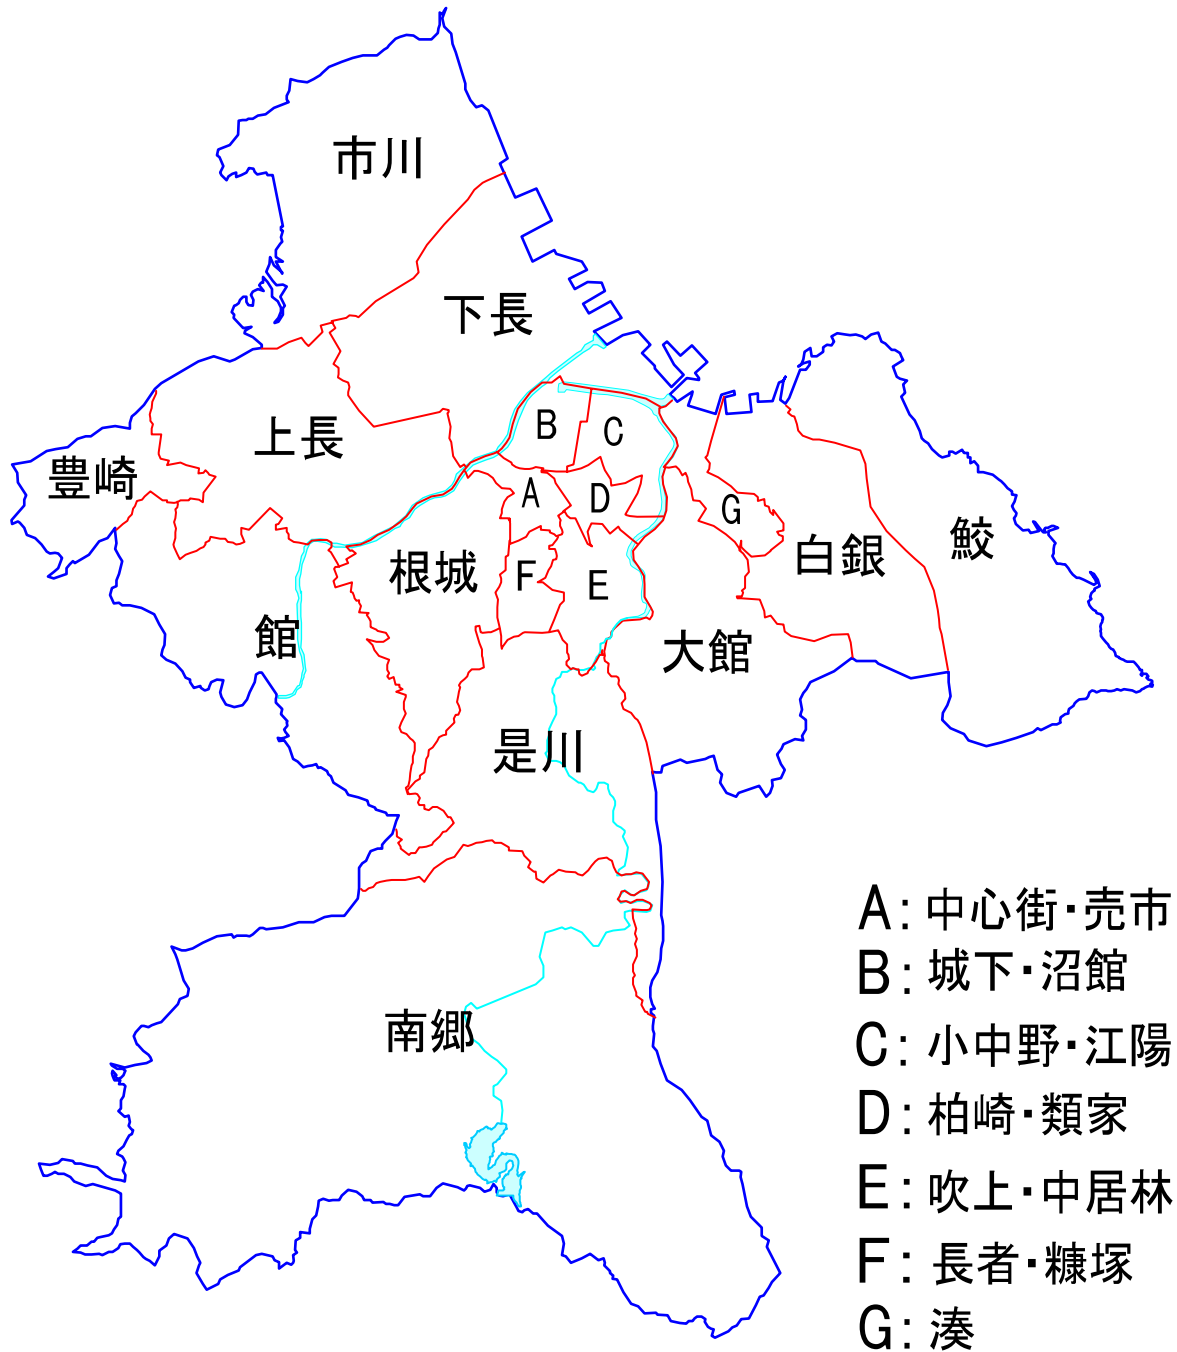 市川
下長
上長
B
C
豊崎
A
D
G
鮫
白銀
根城
F
E
館
大館
是川
A:中心街・売市
B:城下・沼館
南郷
C:小中野・江陽
D:柏崎・類家
E:吹上・中居林
F:長者・糠塚
G:湊